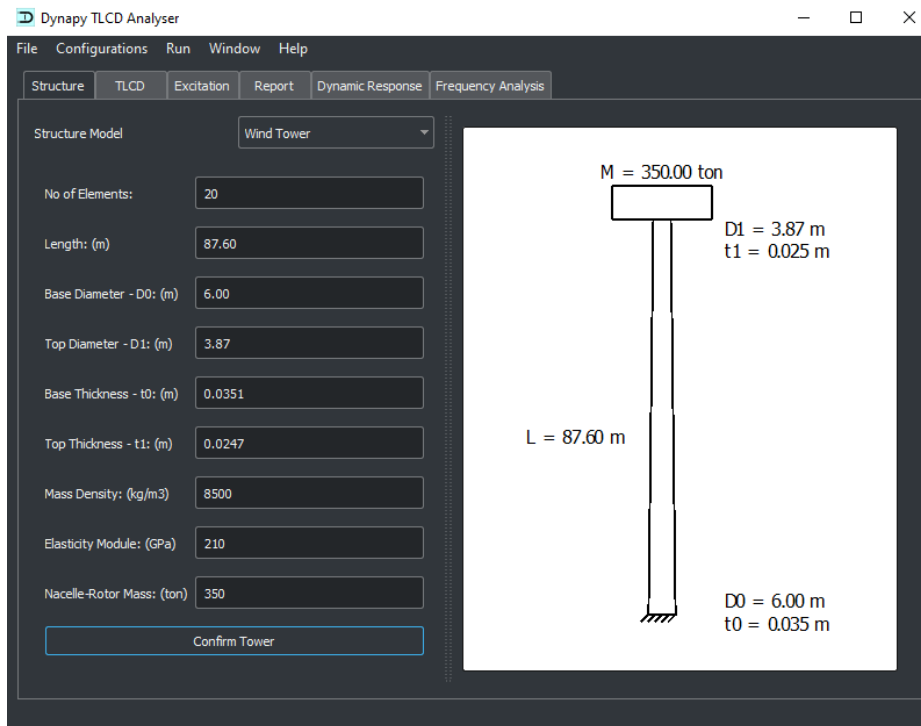 Dynapy TLCD Analyser
File Configurations Run Window Help
Structure TLCD Excitation Report Dynamic Response Frequency Analysis
Structure Model Wind Tower
No of Elements: 20
Length: (m) 87.60
Base Diameter - D0: (m) 6.00
Top Diameter - D1: (m) 3.87
Base Thickness - t0: (m) 0.0351
Top Thickness - t1: (m) 0.0247
Mass Density: (kg/m3) 8500
Elasticity Module: (GPa) 210
Nacelle-Rotor Mass: (ton) 350
Confirm Tower
M = 350.00 ton
D1 = 3.87 m
t1 = 0.025 m
L = 87.60 m
D0 = 6.00 m
t0 = 0.035 m